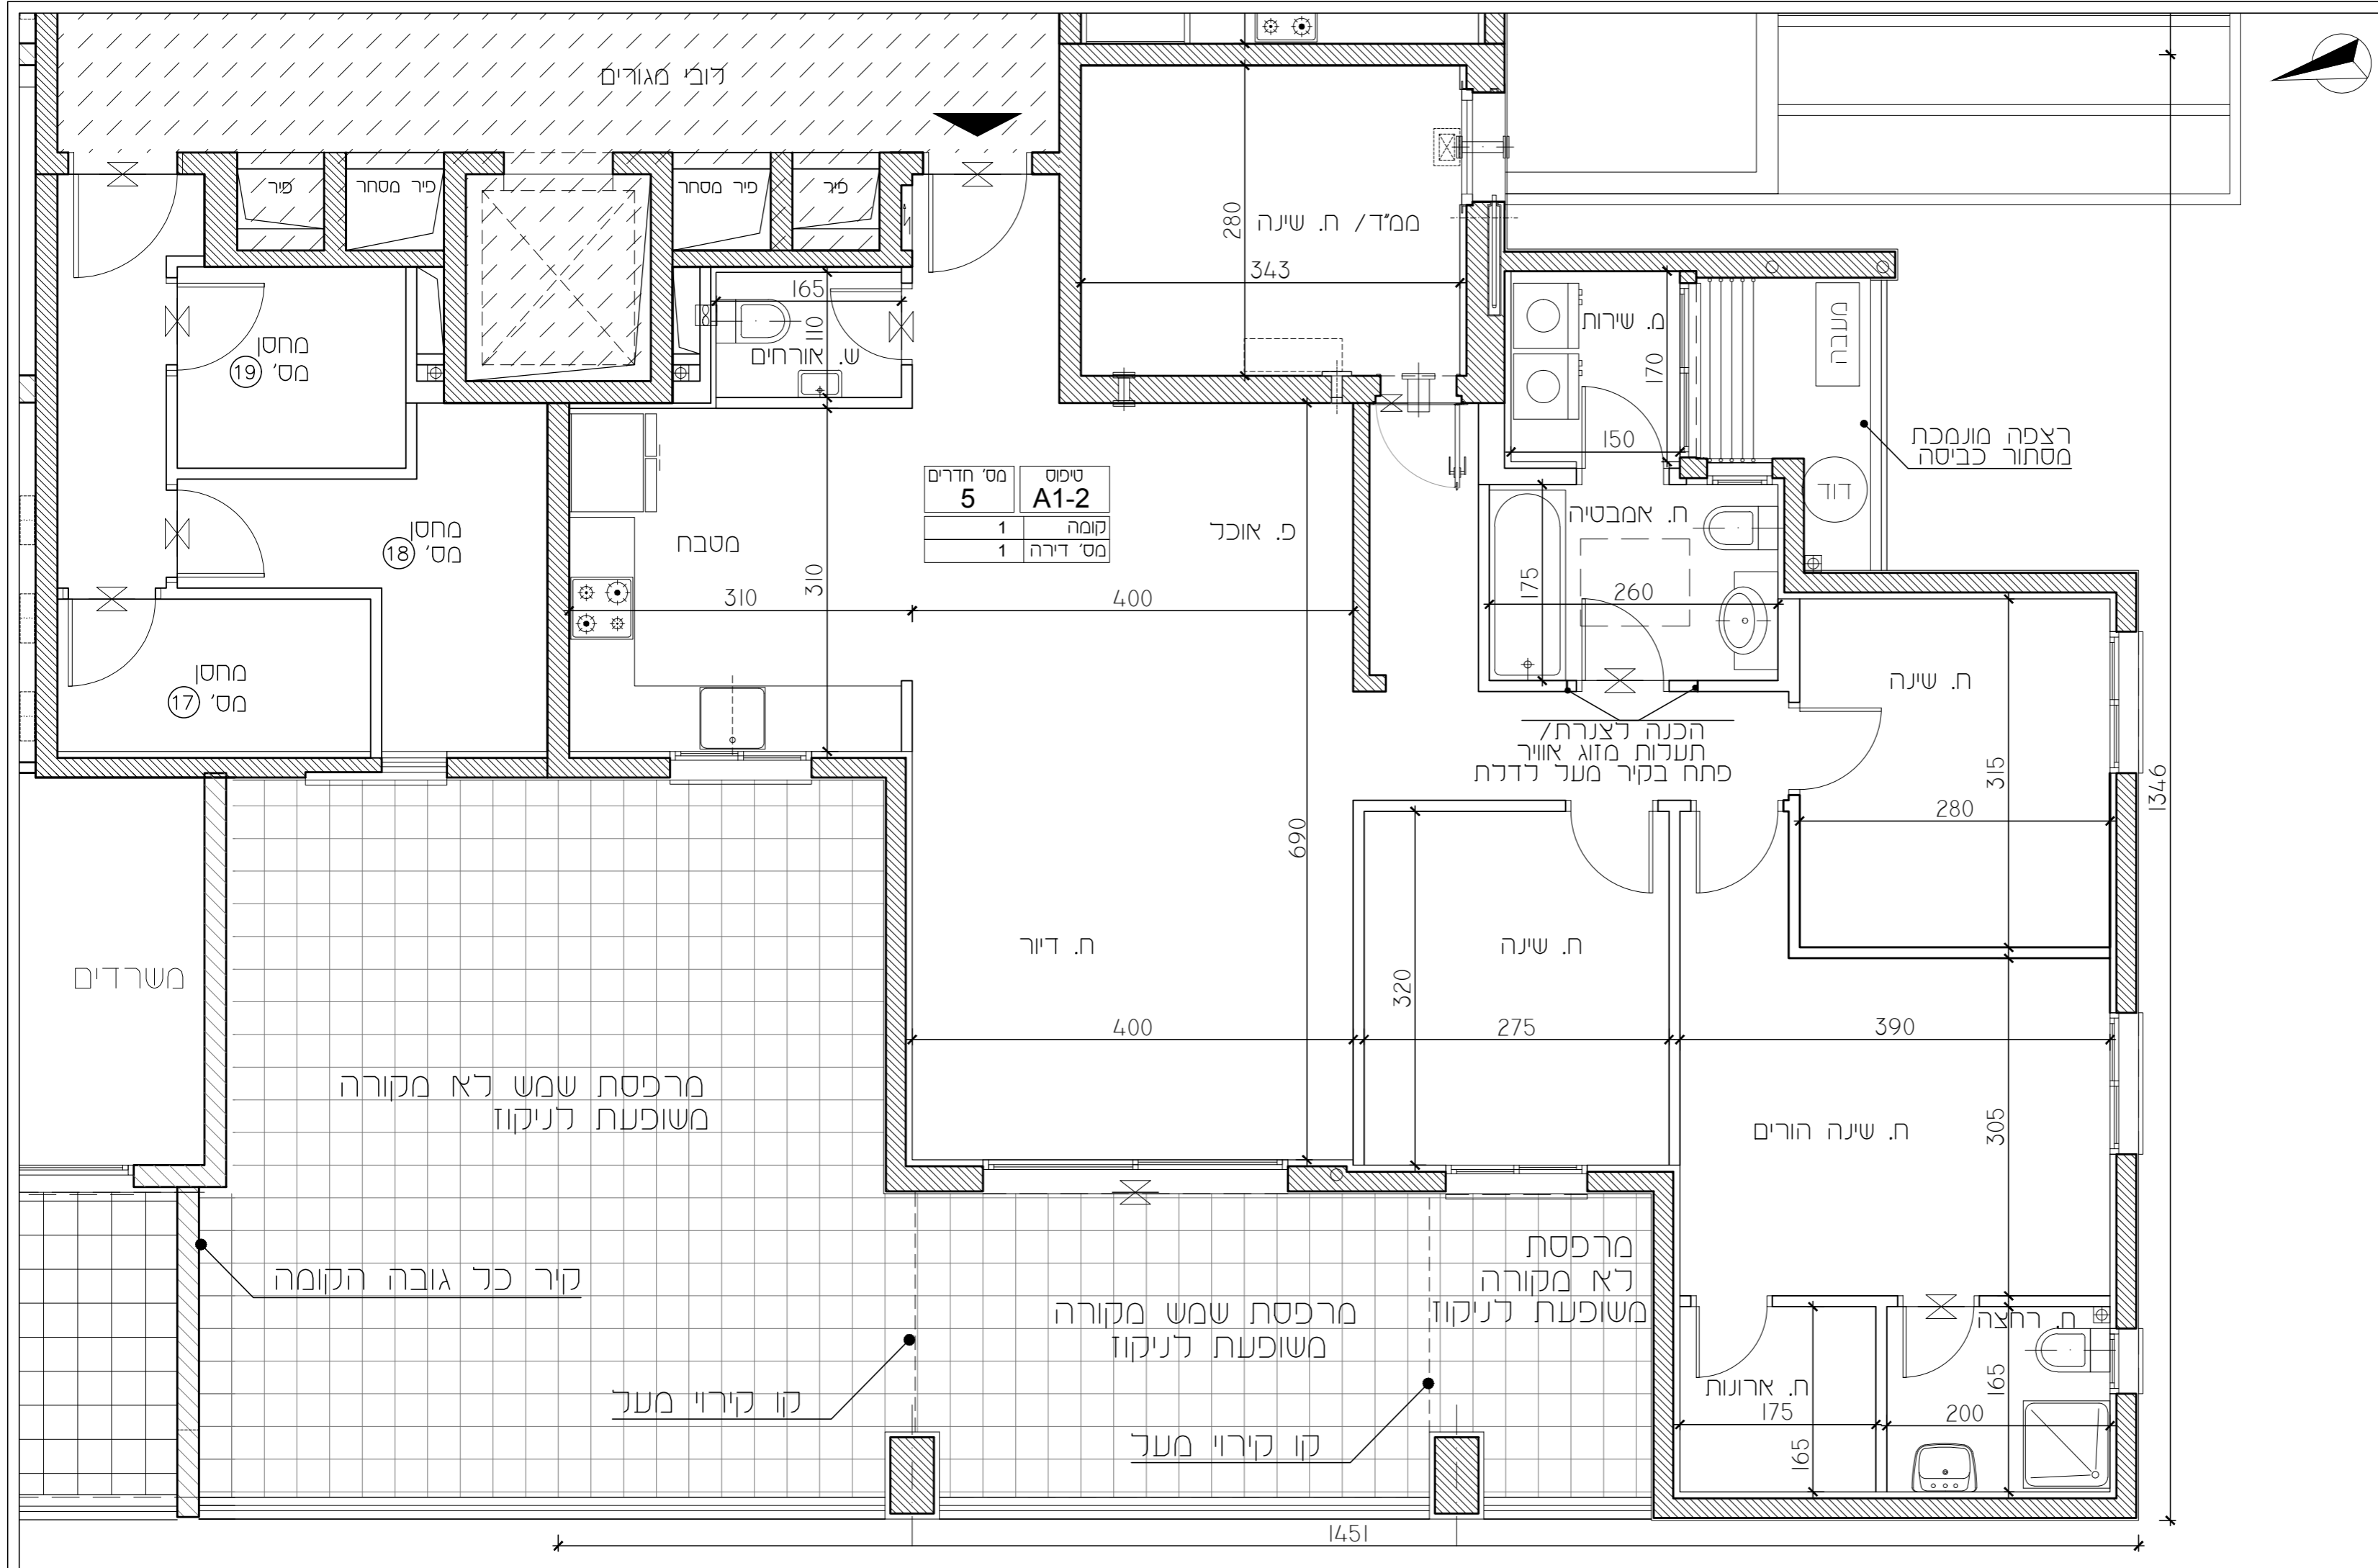 לובי מגורים
פיר
פיר מסחר
פיר מסחר
פיר
280
ממ"ד/ ח. שינה
343
165
110
ש. אורחים
מ. שירות
170
150
מעבה
רצפה מונמכת
מסתור כביסה
דוד
מחסן
מס' 19
מחסן
מס' 18
מחסן
מס' 17
מטבח
310
310
טיפוס
A1-2
מס' חדרים
5
קומה 1
מס' דירה 1
פ. אוכל
400
ח. אמבטיה
175
260
הכנה לצנרת/
תעלות מזוג אוויר
פתח בקיר מעל לדלת
ח. שינה
315
280
1346
690
ח. דיור
400
ח. שינה
320
275
390
305
ח. שינה הורים
משרדים
מרפסת שמש לא מקורה
משופעת לניקוז
קיר כל גובה הקומה
קו קירוי מעל
מרפסת שמש מקורה
משופעת לניקוז
מרפסת
לא מקורה
משופעת לניקוז
קו קירוי מעל
ח. ארונות
175
165
ח. רחצה
165
200
1451